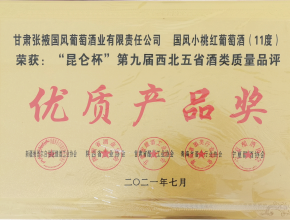 甘肃张掖国风葡萄酒业有限责任公司 国风小桃红葡萄酒（11度）
荣获：“昆仑杯”第九届西北五省酒类质量品评
优质产品奖
二〇二一年七月